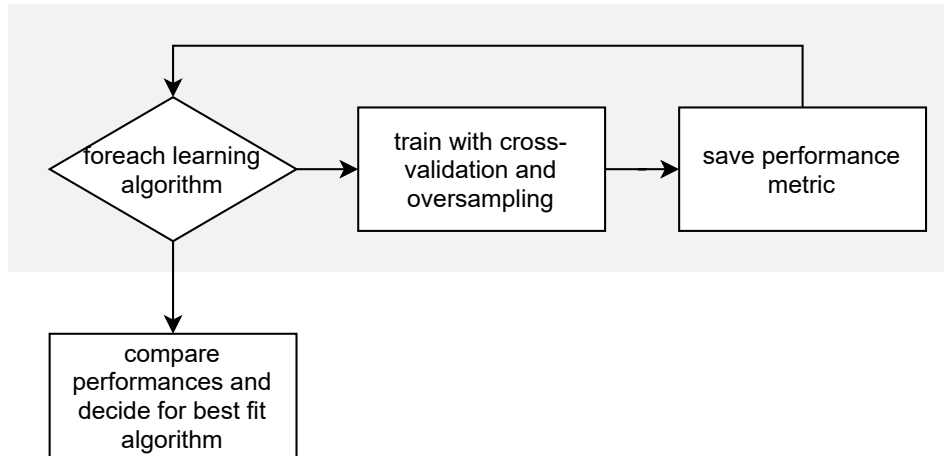 foreach learning
algorithm
train with cross-
validation and
oversampling
save performance
metric
compare
performances and
decide for best fit
algorithm